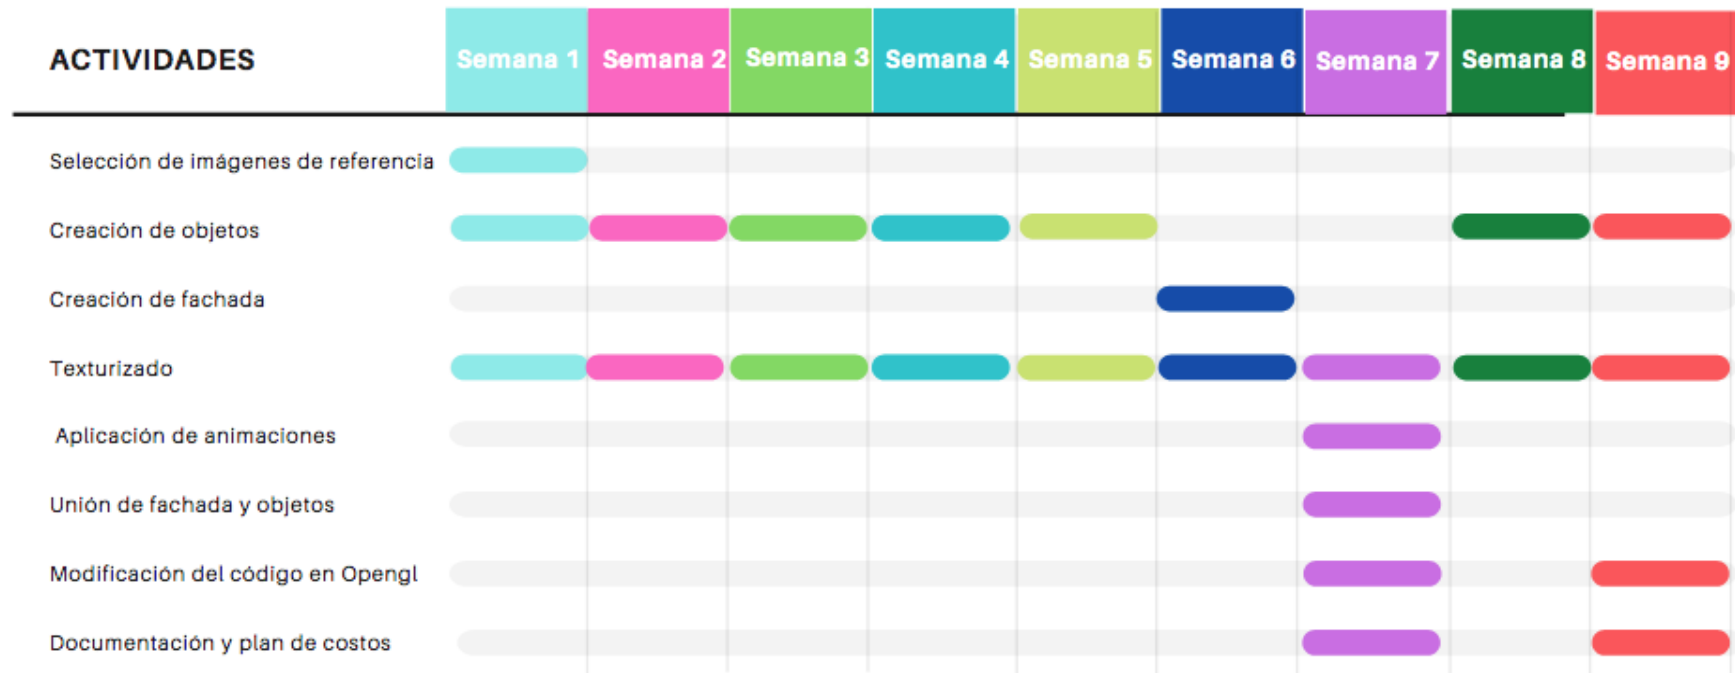 ACTIVIDADES Semana 1 Semana 2 Semana 3 Semana 4 Semana 5 Semana 6 Semana 7 Semana 8 Semana 9
Selección de imágenes de referencia
Creación de objetos
Creación de fachada
Texturizado
Aplicación de animaciones
Unión de fachada y objetos
Modificación del código en Opengl
Documentación y plan de costos